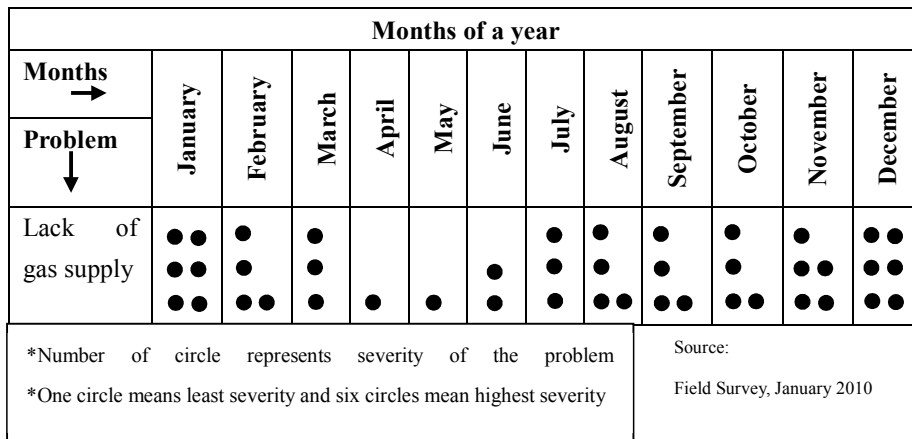 Months of a year
Months
Problem
January
February
March
April
May
June
July
August
September
October
November
December
Lack of
gas supply
*Number of circle represents severity of the problem
*One circle means least severity and six circles mean highest severity
Source:
Field Survey, January 2010